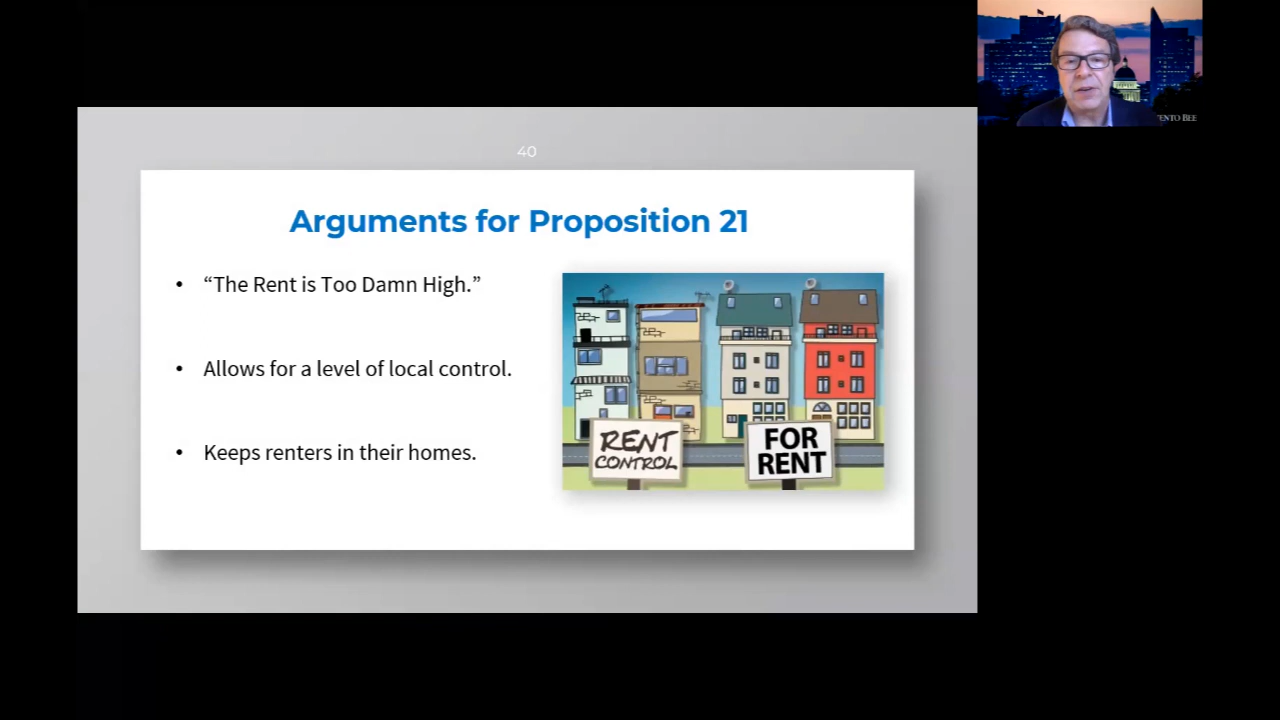 40
Arguments for Proposition 21
• “The Rent is Too Damn High.”
• Allows for a level of local control.
• Keeps renters in their homes.
RENT
CONTROL
FOR
RENT
BEE